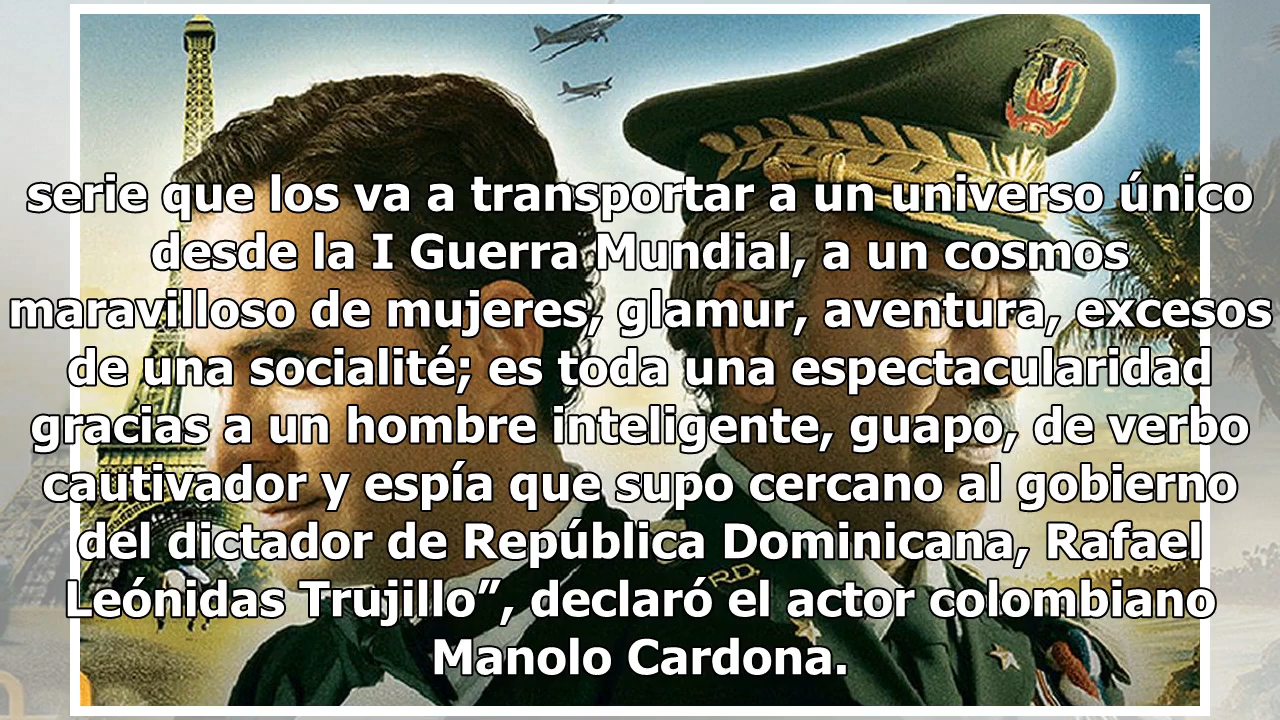 serie que los va a transportar a un universo único
desde la I Guerra Mundial, a un cosmos
maravilloso de mujeres, glamur, aventura, excesos
de una socialité; es toda una espectacularidad
gracias a un hombre inteligente, guapo, de verbo
cautivador y espía que supo cercano al gobierno
del dictador de República Dominicana, Rafael
Leónidas Trujillo”, declaró el actor colombiano
R.D.
Manolo Cardona.